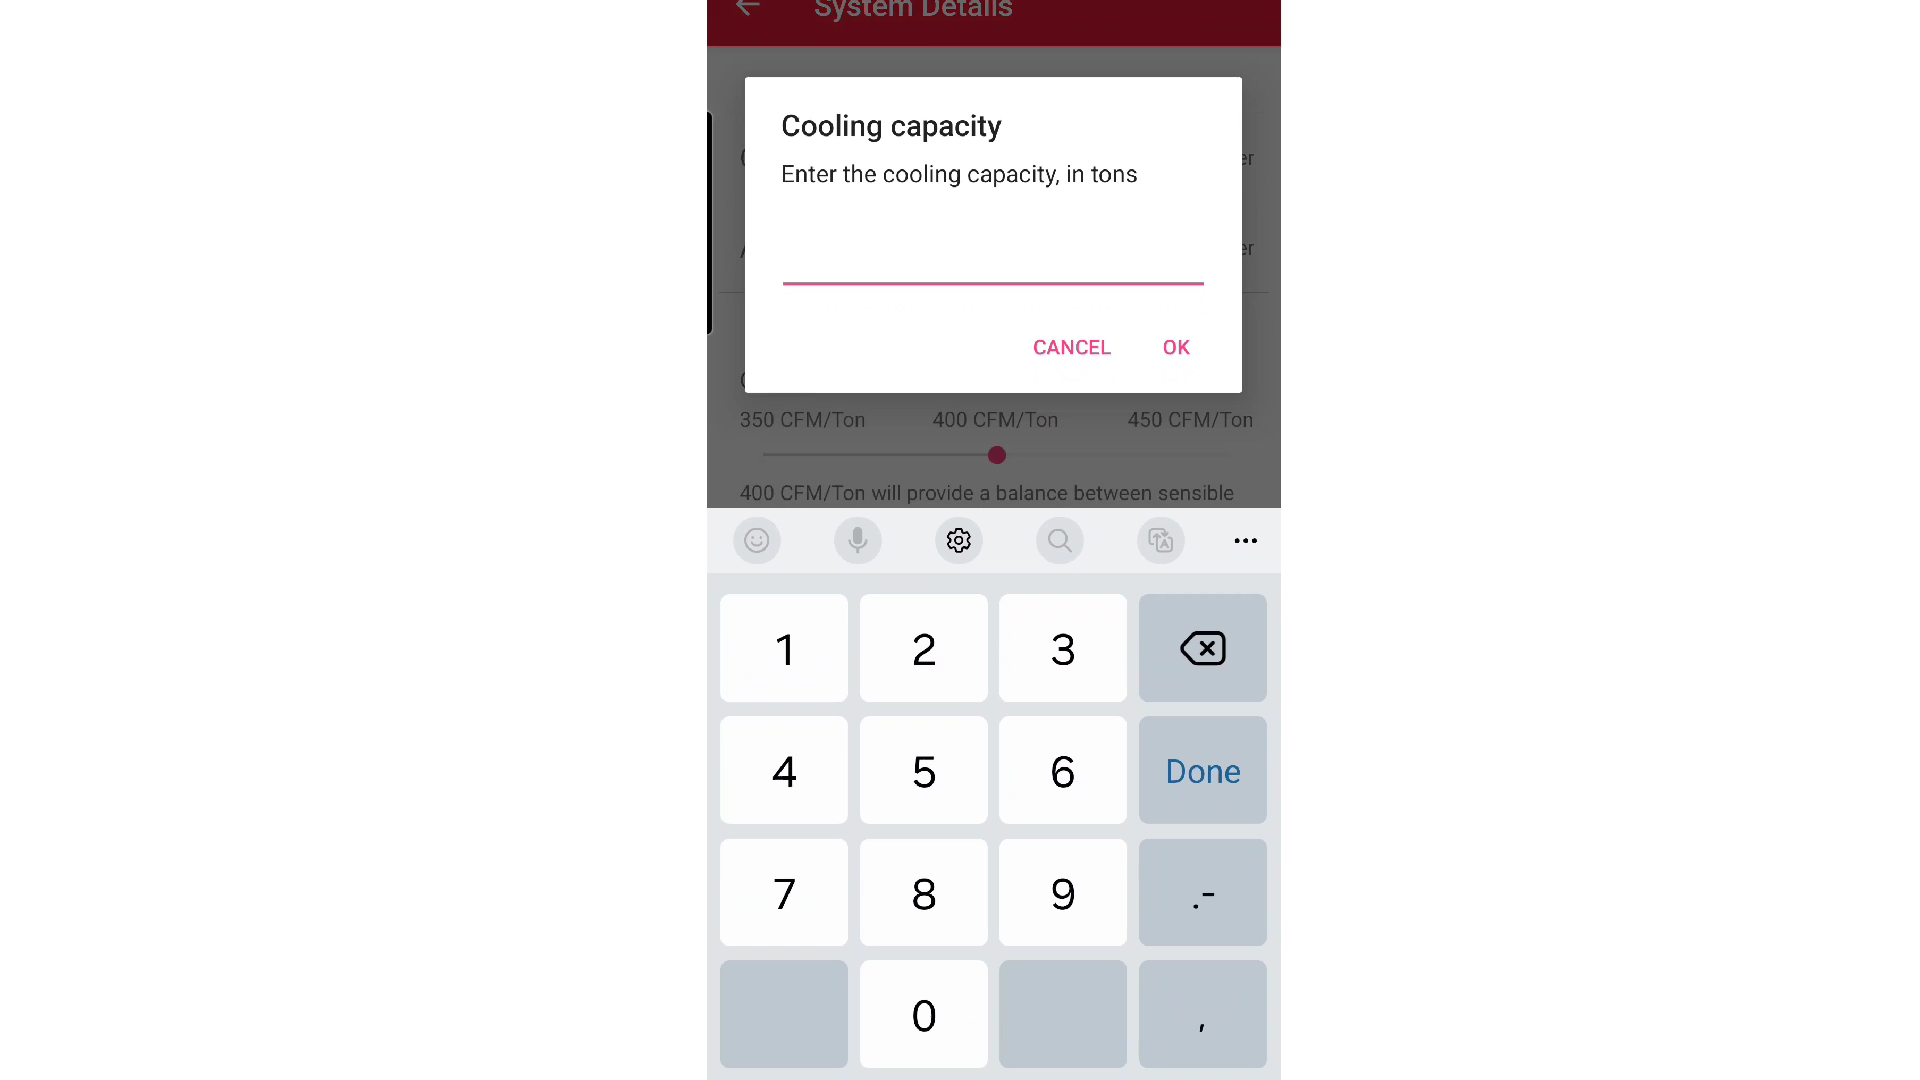 System Details
Cooling capacity
Enter the cooling capacity, in tons
er
er
CANCEL
OK
350 CFM/Ton
400 CFM/Ton
450 CFM/Ton
400 CFM/Ton will provide a balance between sensible
1
2
3
4
5
6
Done
7
8
9
.-
0
,